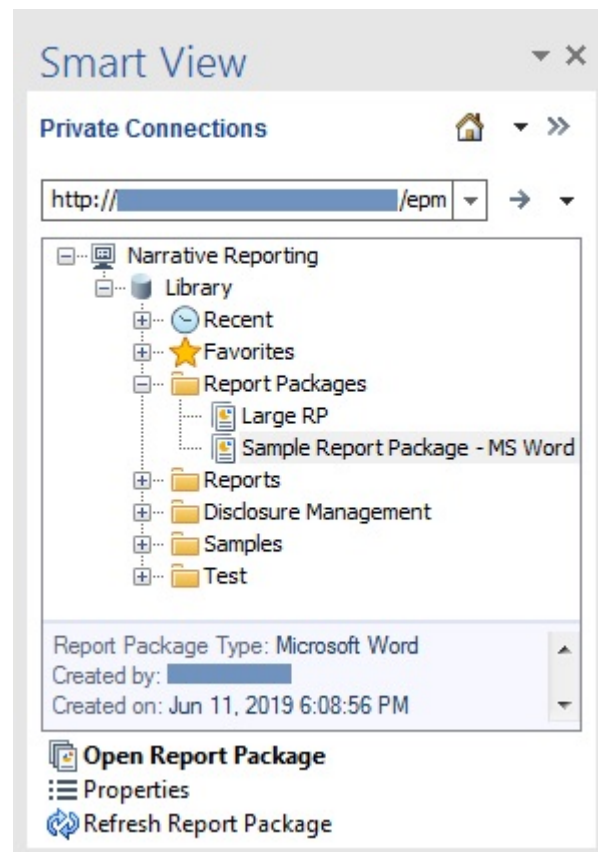 Smart View
Private Connections
http:// /epm
Narrative Reporting
Library
Recent
Favorites
Report Packages
Large RP
Sample Report Package - MS Word
Reports
Disclosure Management
Samples
Test
Report Package Type: Microsoft Word
Created by:
Created on: Jun 11, 2019 6:08:56 PM
Open Report Package
Properties
Refresh Report Package